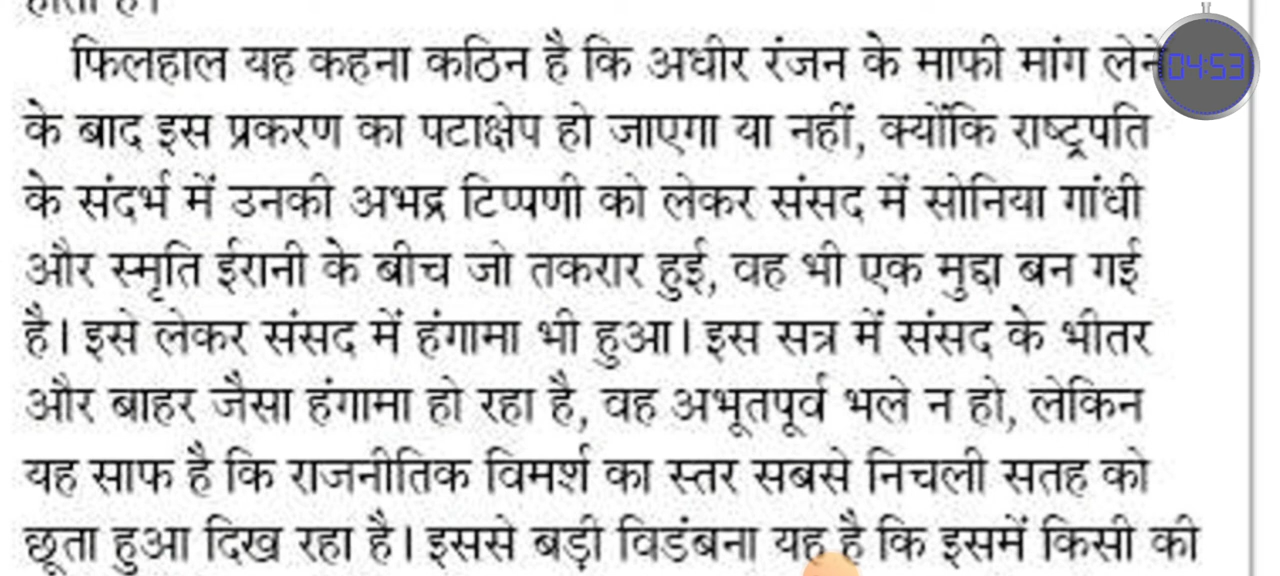 होता है।
फिलहाल यह कहना कठिन है कि अधीर रंजन के माफी मांग लेने
04:53
के बाद इस प्रकरण का पटाक्षेप हो जाएगा या नहीं, क्योंकि राष्ट्रपति
के संदर्भ में उनकी अभद्र टिप्पणी को लेकर संसद में सोनिया गांधी
और स्मृति ईरानी के बीच जो तकरार हुई, वह भी एक मुद्दा बन गई
है। इसे लेकर संसद में हंगामा भी हुआ। इस सत्र में संसद के भीतर
और बाहर जैसा हंगामा हो रहा है, वह अभूतपूर्व भले न हो, लेकिन
यह साफ है कि राजनीतिक विमर्श का स्तर सबसे निचली सतह को
छूता हुआ दिख रहा है। इससे बड़ी विडंबना यह है कि इसमें किसी की